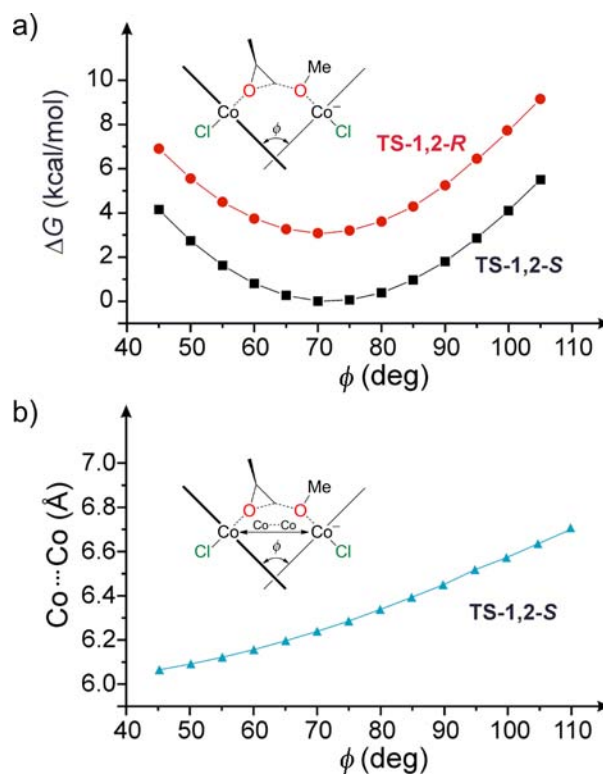 a)
ΔG (kcal/mol)
10
8
6
4
2
0
Me
O
O
Co
Co–
Cl
ϕ
Cl
TS-1,2-R
TS-1,2-S
40 50 60 70 80 90 100 110
ϕ (deg)
b)
Co···Co (Å)
7.0
6.8
6.6
6.4
6.2
6.0
Me
O
O
Co···Co
Co
Co–
Cl
ϕ
Cl
TS-1,2-S
40 50 60 70 80 90 100 110
ϕ (deg)